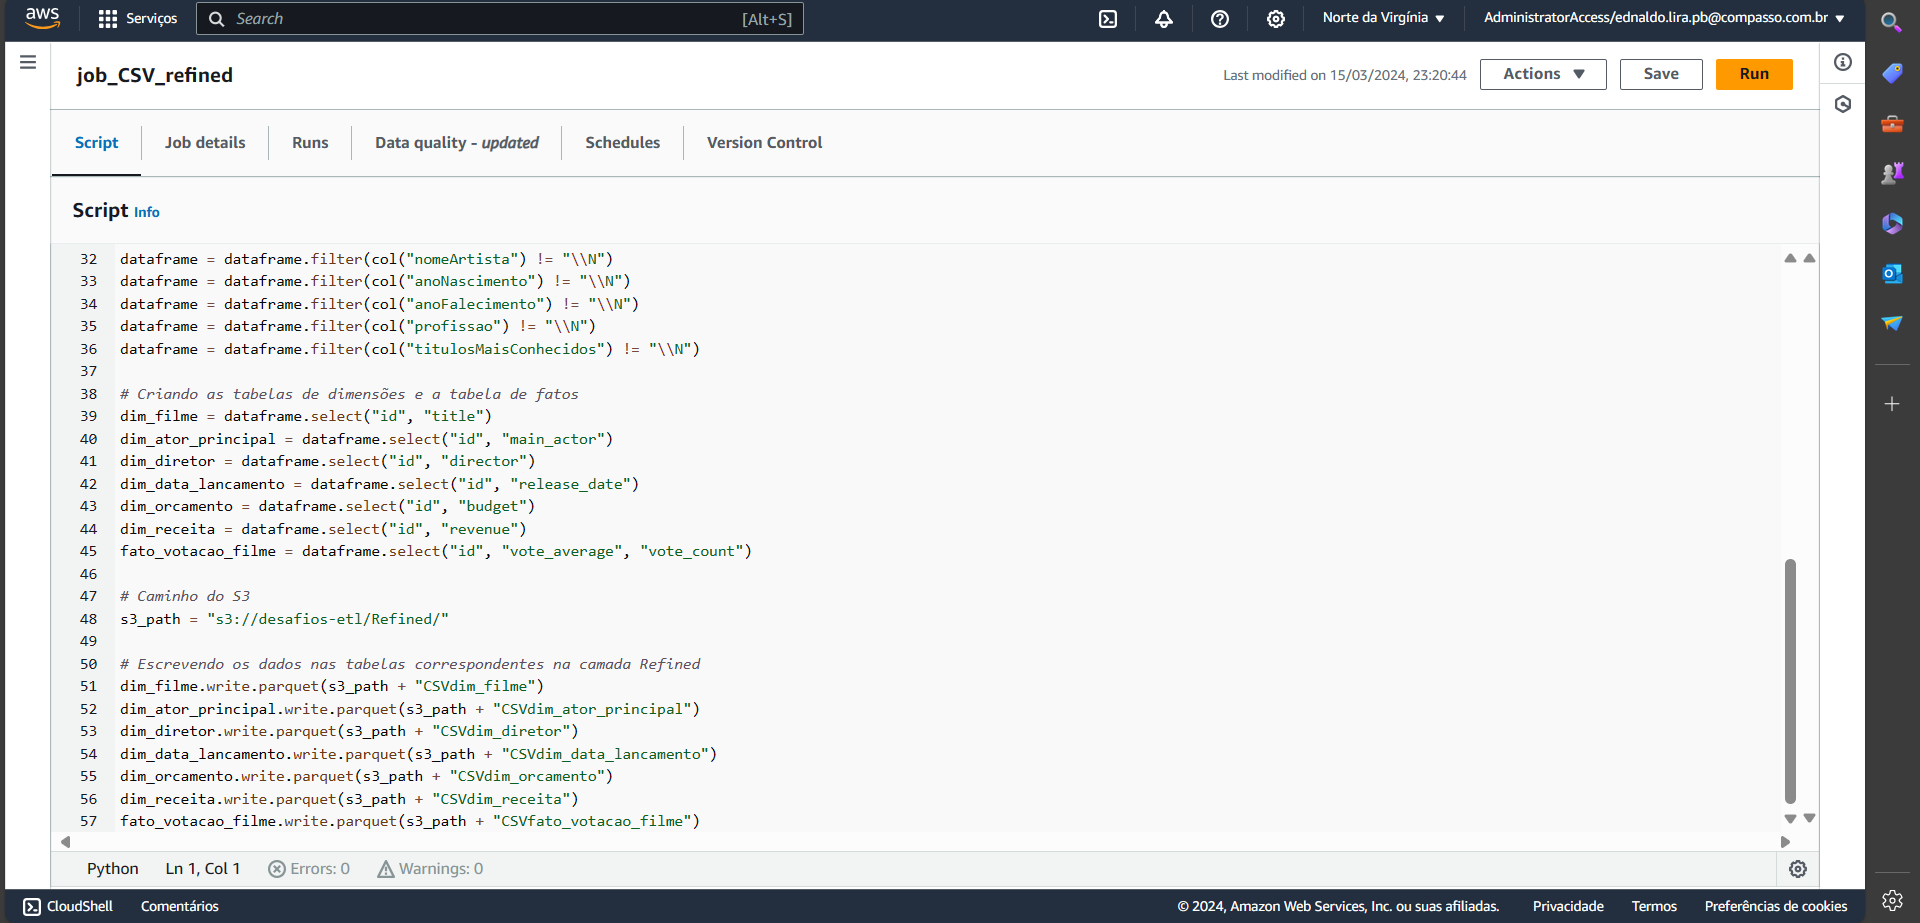 aws Serviços Search [Alt+S] Norte da Virgínia AdministratorAccess/ednaldo.lira.pb@compasso.com.br
job_CSV_refined Last modified on 15/03/2024, 23:20:44 Actions Save Run
Script Job details Runs Data quality - updated Schedules Version Control
Script Info
32 dataframe = dataframe.filter(col("nomeArtista") != "\\N")
33 dataframe = dataframe.filter(col("anoNascimento") != "\\N")
34 dataframe = dataframe.filter(col("anoFalecimento") != "\\N")
35 dataframe = dataframe.filter(col("profissao") != "\\N")
36 dataframe = dataframe.filter(col("titulosMaisConhecidos") != "\\N")
37
38 # Criando as tabelas de dimensões e a tabela de fatos
39 dim_filme = dataframe.select("id", "title")
40 dim_ator_principal = dataframe.select("id", "main_actor")
41 dim_diretor = dataframe.select("id", "director")
42 dim_data_lancamento = dataframe.select("id", "release_date")
43 dim_orcamento = dataframe.select("id", "budget")
44 dim_receita = dataframe.select("id", "revenue")
45 fato_votacao_filme = dataframe.select("id", "vote_average", "vote_count")
46
47 # Caminho do S3
48 s3_path = "s3://desafios-etl/Refined/"
49
50 # Escrevendo os dados nas tabelas correspondentes na camada Refined
51 dim_filme.write.parquet(s3_path + "CSVdim_filme")
52 dim_ator_principal.write.parquet(s3_path + "CSVdim_ator_principal")
53 dim_diretor.write.parquet(s3_path + "CSVdim_diretor")
54 dim_data_lancamento.write.parquet(s3_path + "CSVdim_data_lancamento")
55 dim_orcamento.write.parquet(s3_path + "CSVdim_orcamento")
56 dim_receita.write.parquet(s3_path + "CSVdim_receita")
57 fato_votacao_filme.write.parquet(s3_path + "CSVfato_votacao_filme")
Python Ln 1, Col 1 Errors: 0 Warnings: 0
CloudShell Comentários © 2024, Amazon Web Services, Inc. ou suas afiliadas. Privacidade Termos Preferências de cookies